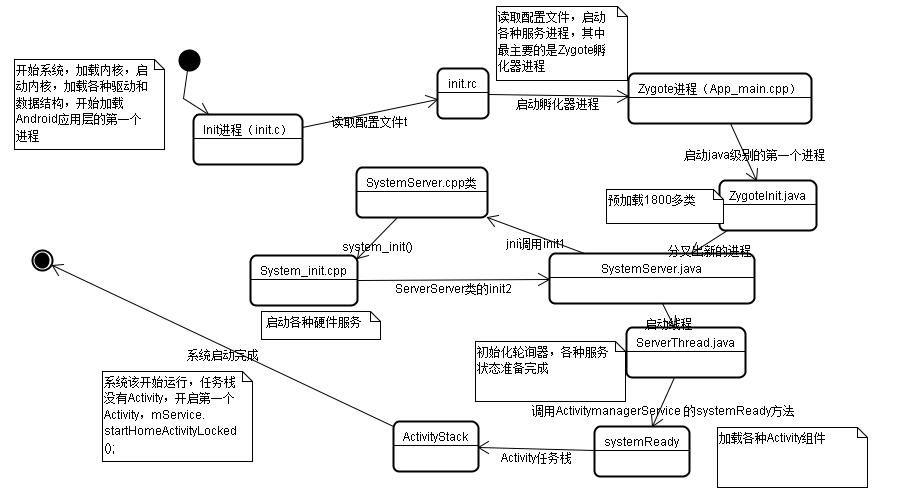 读取配置文件，启动
各种服务进程，其中
最主要的是Zygote孵
化器进程
开始系统，加载内核，启
动内核，加载各种驱动和
数据结构，开始加载
Android应用层的第一个
进程
init.rc
Zygote进程（App_main.cpp）
启动孵化器进程
Init进程（init.c）
读取配置文件t
启动java级别的第一个进程
SystemServer.cpp类
ZygoteInit.java
预加载1800多类
system_init()
jni调用init1
分叉出新的进程
System_init.cpp
SystemServer.java
ServerServer类的init2
启动各种硬件服务
启动线程
ServerThread.java
初始化轮询器，各种服务
状态准备完成
系统启动完成
系统该开始运行，任务栈
没有Activity，开启第一个
Activity，mService.
startHomeActivityLocked
();
调用ActivitymanagerService 的systemReady方法
ActivityStack
systemReady
加载各种Activity组件
Activity任务栈